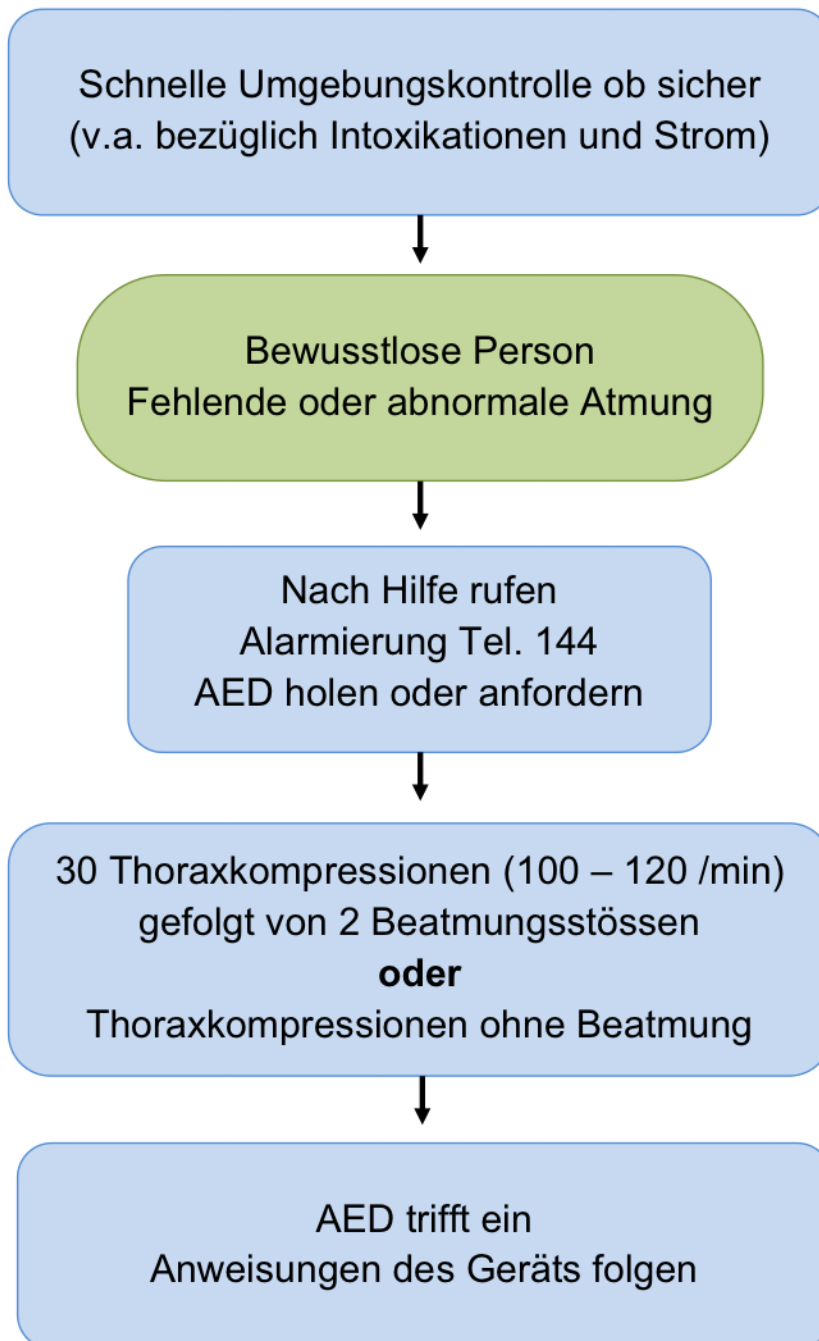 Schnelle Umgebungskontrolle ob sicher
(v.a. bezüglich Intoxikationen und Strom)
Bewusstlose Person
Fehlende oder abnormale Atmung
Nach Hilfe rufen
Alarmierung Tel. 144
AED holen oder anfordern
30 Thoraxkompressionen (100 – 120 /min)
gefolgt von 2 Beatmungsstössen
oder
Thoraxkompressionen ohne Beatmung
AED trifft ein
Anweisungen des Geräts folgen